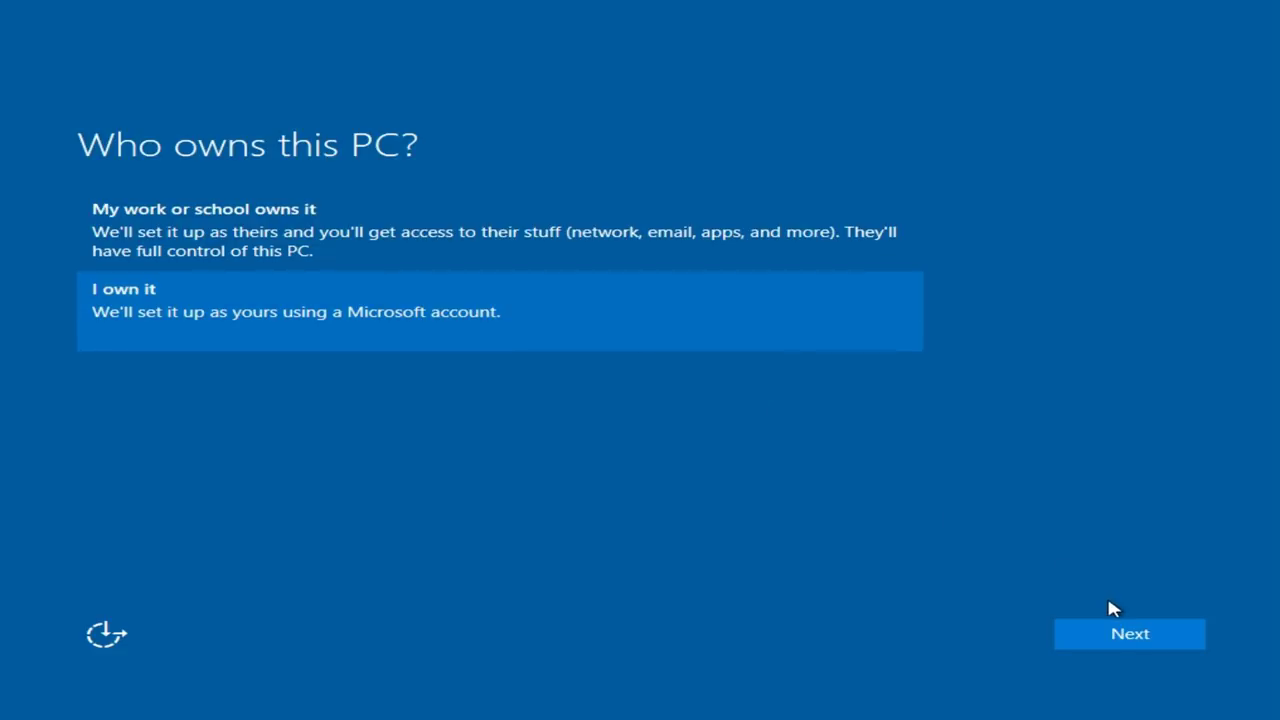 Who owns this PC?
My work or school owns it
We'll set it up as theirs and you'll get access to their stuff (network, email, apps, and more). They'll
have full control of this PC.
I own it
We'll set it up as yours using a Microsoft account.
Next